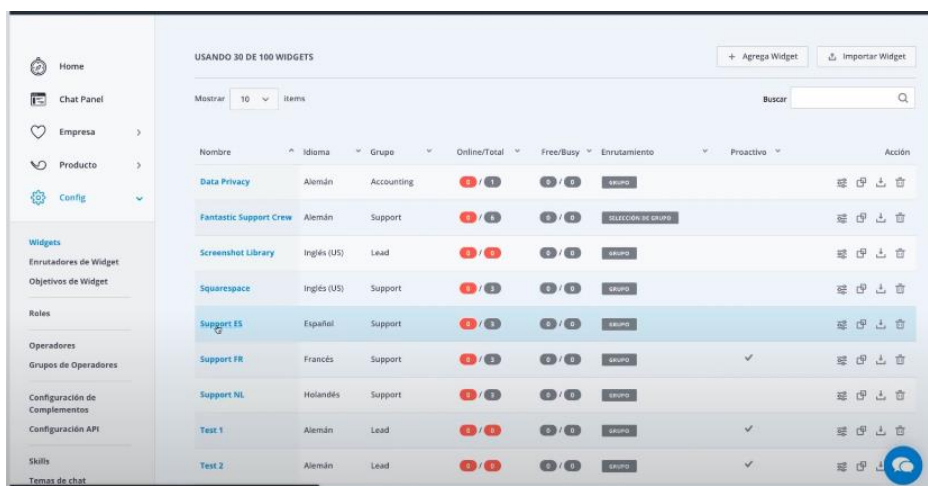 USANDO 30 DE 100 WIDGETS
+ Agrega Widget
Importar Widget
Mostrar 10 items
Buscar
Home
Chat Panel
Empresa
Producto
Config
Widgets
Enrutadores de Widget
Objetivos de Widget
Roles
Operadores
Grupos de Operadores
Configuración de
Complementos
Configuración API
Skills
Temas de chat
Nombre Idioma Grupo Online/Total Free/Busy Enrutamiento Proactivo Acción
Data Privacy Alemán Accounting 0 / 1 0 / 0 GRUPO
Fantastic Support Crew Alemán Support 0 / 6 0 / 0 SELECCIÓN DE GRUPO
Screenshot Library Inglés (US) Lead 0 / 0 0 / 0 GRUPO
Squarespace Inglés (US) Support 0 / 3 0 / 0 GRUPO
Support ES Español Support 0 / 3 0 / 0 GRUPO
Support FR Francés Support 0 / 3 0 / 0 GRUPO
Support NL Holandés Support 0 / 3 0 / 0 GRUPO
Test 1 Alemán Lead 0 / 0 0 / 0 GRUPO
Test 2 Alemán Lead 0 / 0 0 / 0 GRUPO